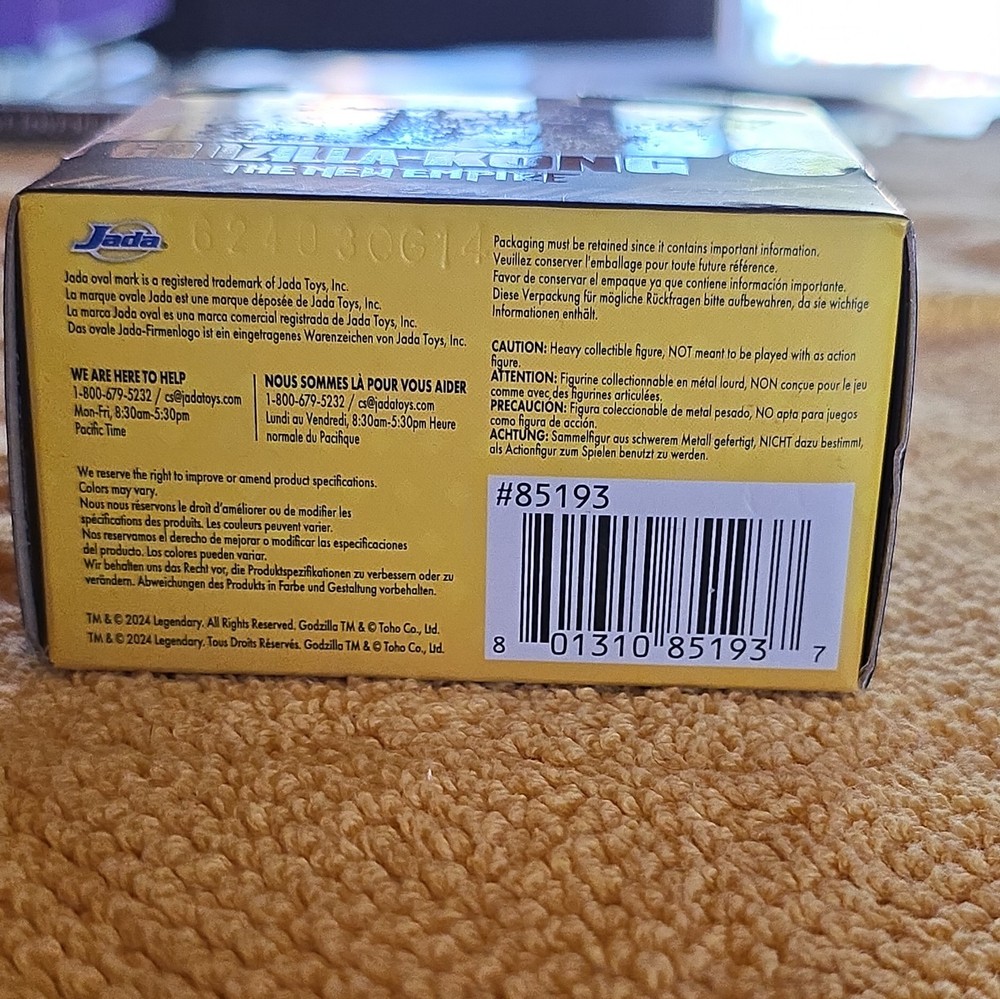 GODZILLA-KONG
THE NEW EMPIRE
Jada
Jada oval mark is a registered trademark of Jada Toys, Inc.
La marque ovale Jada est une marque déposée de Jada Toys, Inc.
La marca Jada oval es una marca comercial registrada de Jada Toys, Inc.
Das ovale Jada-Firmenlogo ist ein eingetragenes Warenzeichen von Jada Toys, Inc.
WE ARE HERE TO HELP
1-800-679-5232 / cs@jadatoys.com
Mon-Fri, 8:30am-5:30pm
Pacific Time
NOUS SOMMES LÀ POUR VOUS AIDER
1-800-679-5232 / cs@jadatoys.com
Lundi au Vendredi, 8:30am-5:30pm Heure
normale du Pacifique
We reserve the right to improve or amend product specifications.
Colors may vary.
Nous nous réservons le droit d'améliorer ou de modifier les
spécifications des produits. Les couleurs peuvent varier.
Nos reservamos el derecho de mejorar o modificar las especificaciones
del producto. Los colores pueden variar.
Wir behalten uns das Recht vor, die Produktspezifikationen zu verbessern oder zu
verändern. Abweichungen des Produkts in Farbe und Gestaltung vorbehalten.
TM & © 2024 Legendary. All Rights Reserved. Godzilla TM & © Toho Co., Ltd.
TM & © 2024 Legendary. Tous Droits Réservés. Godzilla TM & © Toho Co., Ltd.
Packaging must be retained since it contains important information.
Veuillez conserver l'emballage pour toute future référence.
Favor de conservar el empaque ya que contiene información importante.
Diese Verpackung für mögliche Rückfragen bitte aufbewahren, da sie wichtige
Informationen enthält.
CAUTION: Heavy collectible figure, NOT meant to be played with as action
figure.
ATTENTION: Figurine collectionnable en métal lourd, NON conçue pour le jeu
comme avec des figurines articulées.
PRECAUCIÓN: Figura coleccionable de metal pesado, NO apta para juegos
como figura de acción.
ACHTUNG: Sammelfigur aus schwerem Metall gefertigt, NICHT dazu bestimmt,
als Actionfigur zum Spielen benutzt zu werden.
#85193
8 01310 85193 7